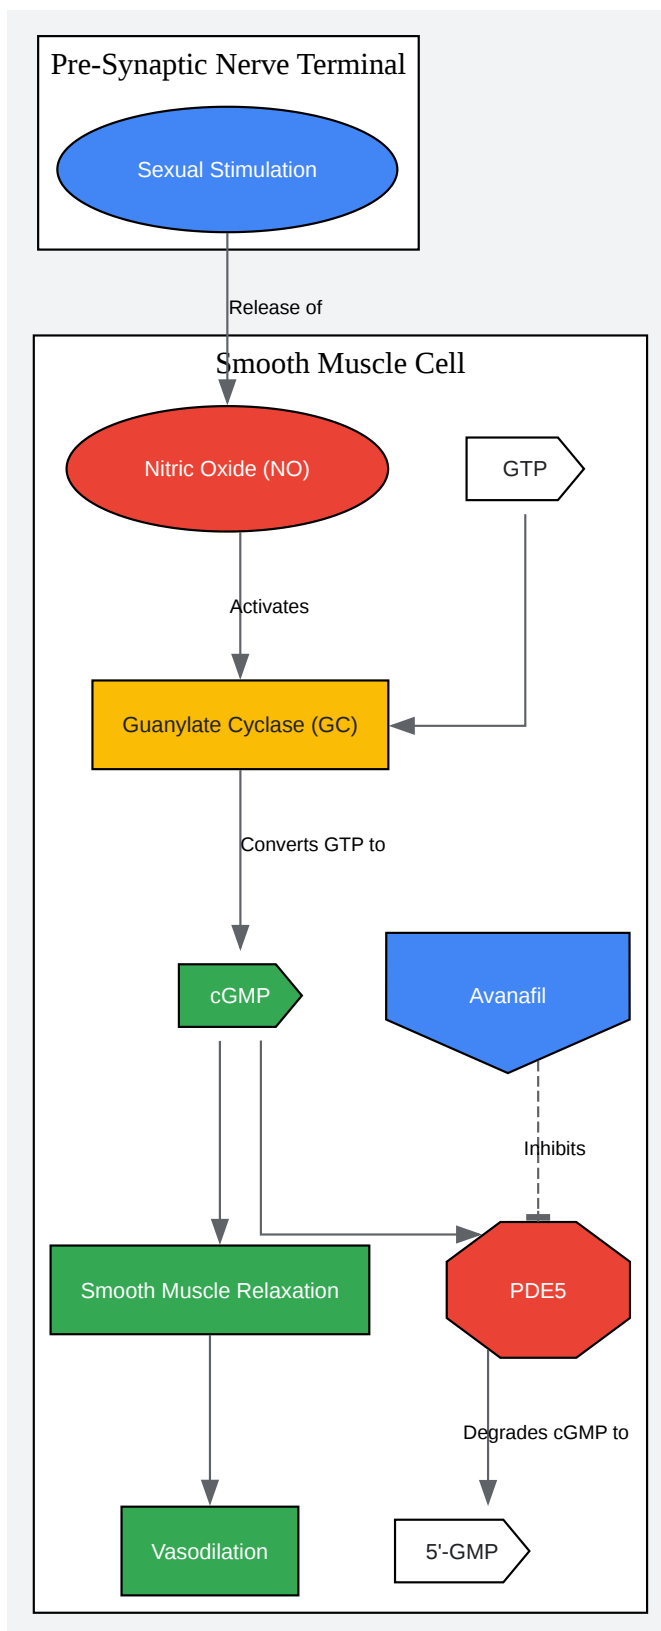 Pre-Synaptic Nerve Terminal
Sexual Stimulation
Release of
Smooth Muscle Cell
Nitric Oxide (NO)
GTP
Activates
Guanylate Cyclase (GC)
Converts GTP to
cGMP
Avanafil
Inhibits
Smooth Muscle Relaxation
PDE5
Degrades cGMP to
Vasodilation
5'-GMP